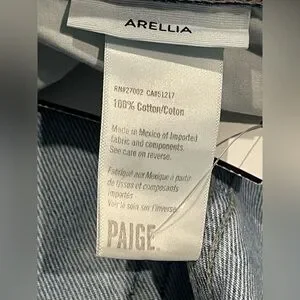 ARELLIA
RN#27002 CA#51217
100% Cotton/Coton
Made in Mexico of Imported
fabric and components.
See care on reverse.
Fabriqué aux Mexique à partir
de tissus et composants
importés -
Voir le soin sur l'inverse.
PAIGE.